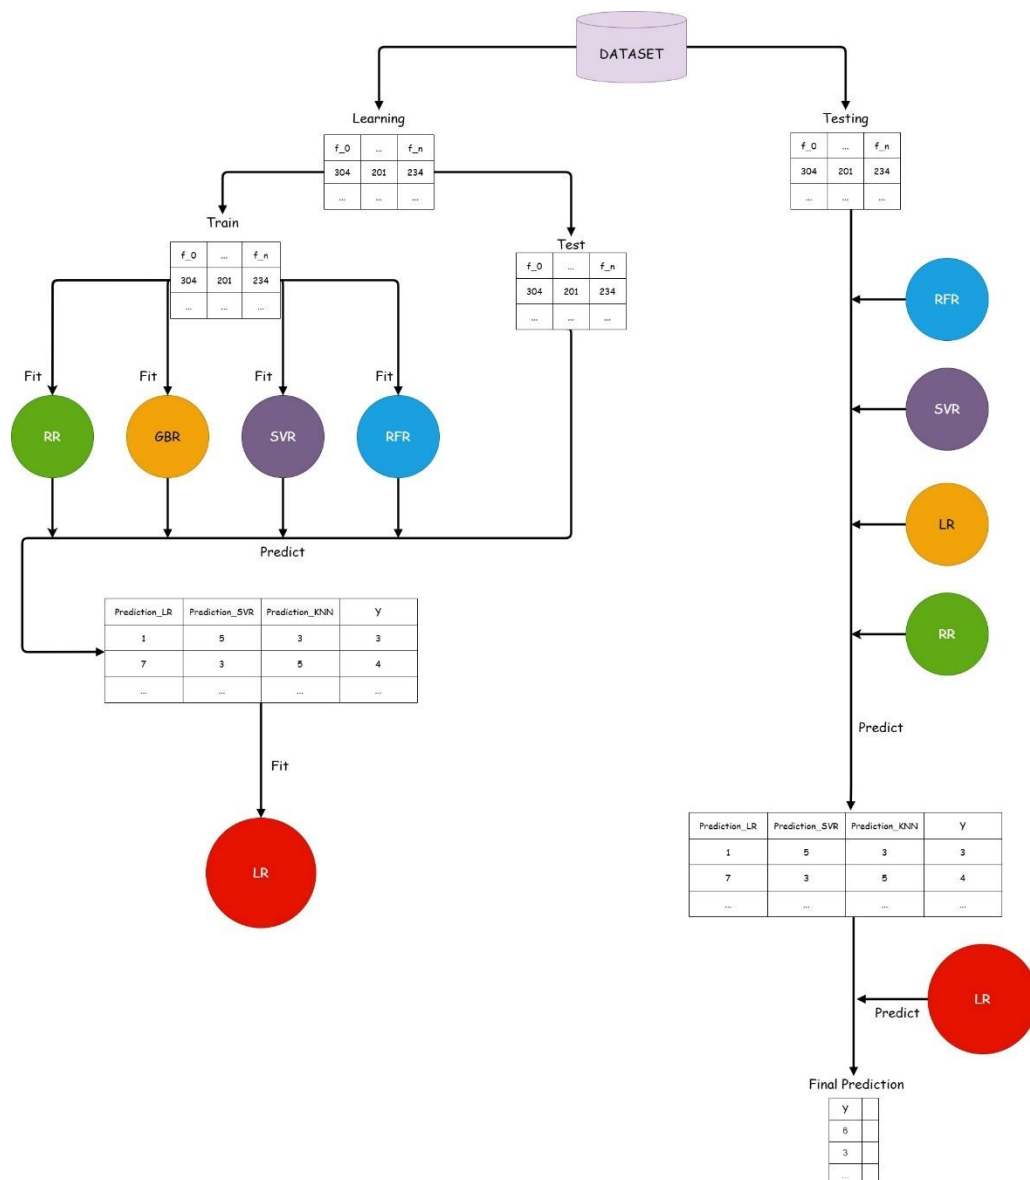 DATASET
Learning
f_0 ... f_n
304 201 234
... ... ...
Testing
f_0 ... f_n
304 201 234
... ... ...
Train
f_0 ... f_n
304 201 234
... ... ...
Test
f_0 ... f_n
304 201 234
... ... ...
Fit Fit Fit Fit
RR GBR SVR RFR
Predict
Prediction_LR Prediction_SVR Prediction_KNN Y
1 5 3 3
7 3 5 4
... ... ... ...
Fit
LR
RFR
SVR
LR
RR
Predict
Prediction_LR Prediction_SVR Prediction_KNN Y
1 5 3 3
7 3 5 4
... ... ... ...
LR
Predict
Final Prediction
Y
6
3
...